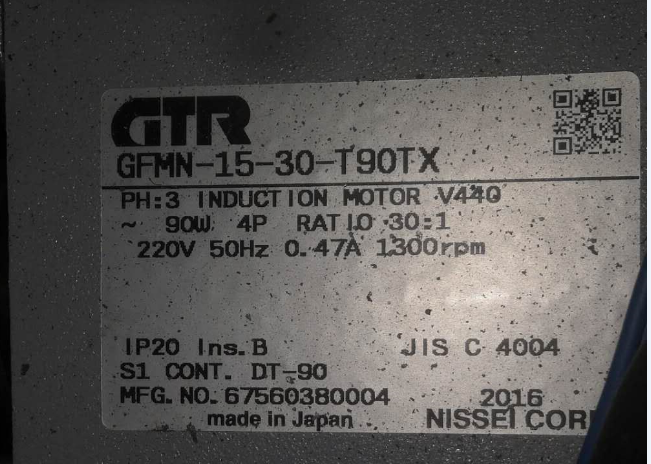 GTR
GFMN-15-30-T90TX
PH:3 INDUCTION MOTOR V440
~ 90W 4P RATIO 30:1
220V 50Hz 0.47A 1300rpm
IP20 Ins.B JIS C 4004
S1 CONT. DT-90
MFG.NO.67560380004 2016
made in Japan NISSEI COR